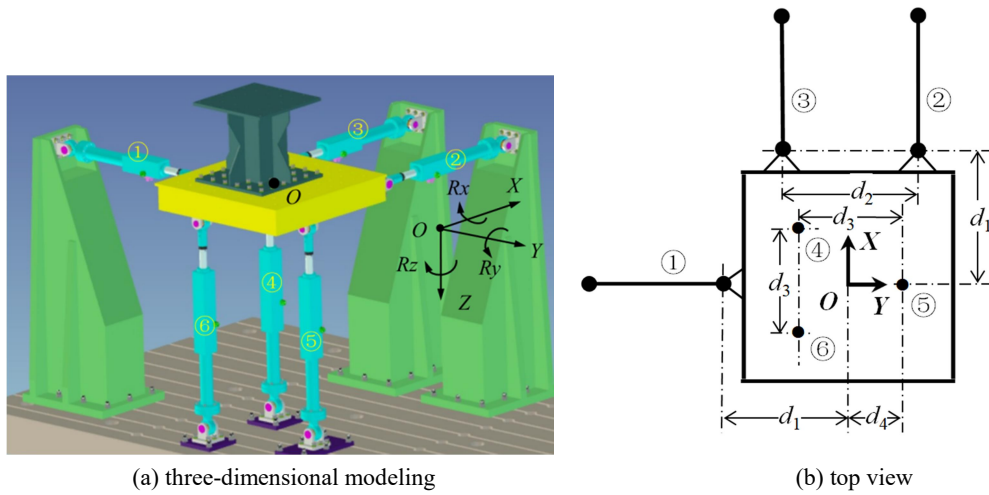 ①
③
②
O
Rx
X
O
Y
Rz
Ry
Z
④
⑥
⑤
(a) three-dimensional modeling
③
②
d2
d3
d1
④
X
①
d3
O
Y
⑤
⑥
d1
d4
(b) top view